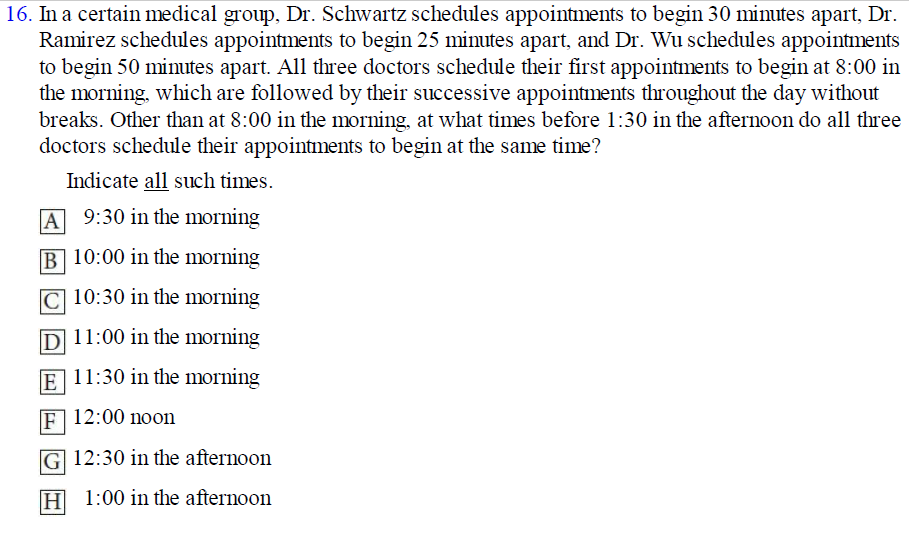 16. In a certain medical group, Dr. Schwartz schedules appointments to begin 30 minutes apart, Dr.
Ramirez schedules appointments to begin 25 minutes apart, and Dr. Wu schedules appointments
to begin 50 minutes apart. All three doctors schedule their first appointments to begin at 8:00 in
the morning, which are followed by their successive appointments throughout the day without
breaks. Other than at 8:00 in the morning, at what times before 1:30 in the afternoon do all three
doctors schedule their appointments to begin at the same time?
Indicate all such times.
A 9:30 in the morning
B 10:00 in the morning
C 10:30 in the morning
D 11:00 in the morning
E 11:30 in the morning
F 12:00 noon
G 12:30 in the afternoon
H 1:00 in the afternoon